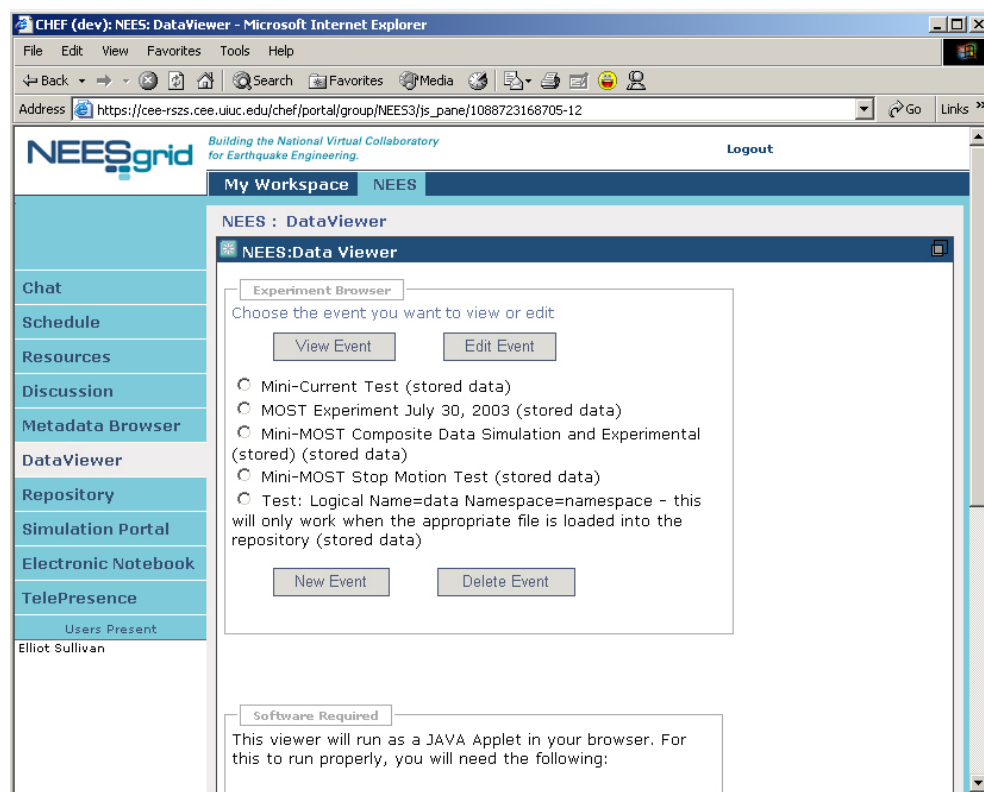 CHEF (dev): NEES: DataViewer - Microsoft Internet Explorer
File Edit View Favorites Tools Help
Back Search Favorites Media
Address https://cee-rszs.cee.uiuc.edu/chef/portal/group/NEES3/js_pane/1088723168705-12 Go Links »
NEESgrid
Building the National Virtual Collaboratory
for Earthquake Engineering.
Logout
My Workspace NEES
NEES : DataViewer
NEES:Data Viewer
Chat
Schedule
Resources
Discussion
Metadata Browser
DataViewer
Repository
Simulation Portal
Electronic Notebook
TelePresence
Users Present
Elliot Sullivan
Experiment Browser
Choose the event you want to view or edit
View Event Edit Event
Mini-Current Test (stored data)
MOST Experiment July 30, 2003 (stored data)
Mini-MOST Composite Data Simulation and Experimental
(stored) (stored data)
Mini-MOST Stop Motion Test (stored data)
Test: Logical Name=data Namespace=namespace - this
will only work when the appropriate file is loaded into the
repository (stored data)
New Event Delete Event
Software Required
This viewer will run as a JAVA Applet in your browser. For
this to run properly, you will need the following: